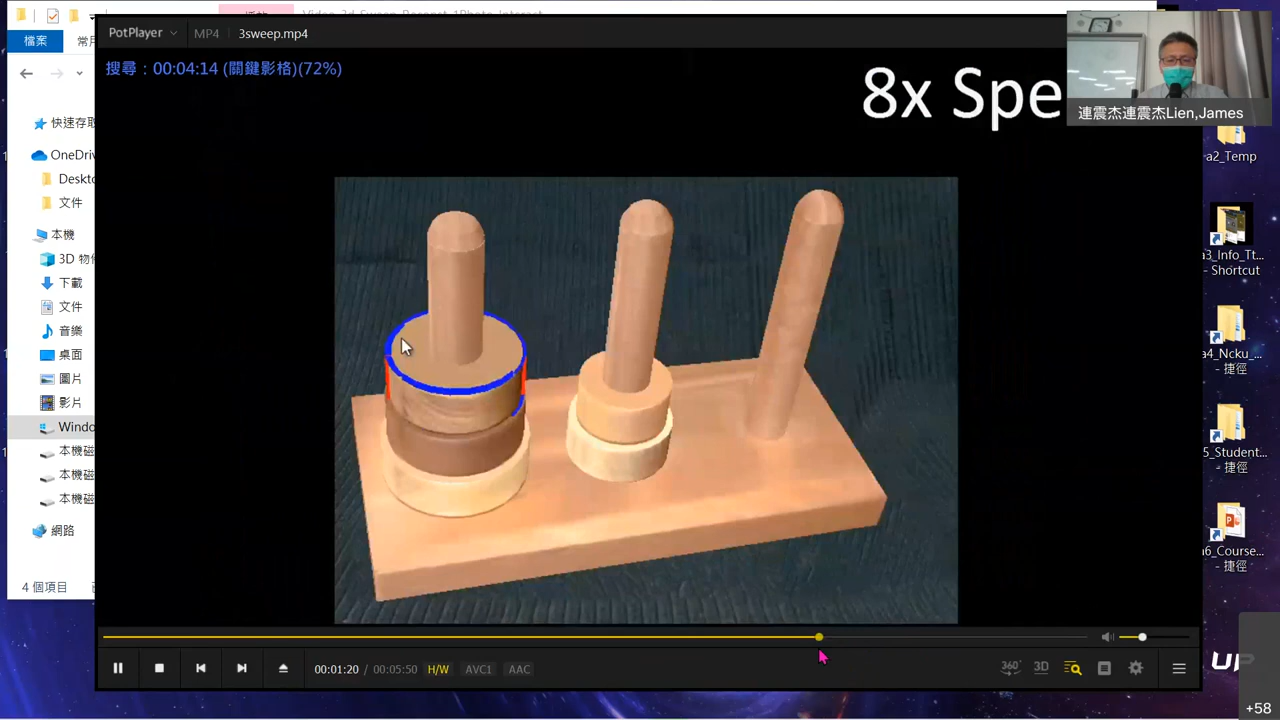 PotPlayer MP4 3sweep.mp4
搜尋：00:04:14 (關鍵影格)(72%)
8x Spe
連震杰連震杰Lien,James
檔案
常月
快速存取
OneDriv
Deskto
文件
本機
3D 物件
下載
文件
音樂
桌面
圖片
影片
Windo
本機磁
本機磁
本機磁
網路
4 個項目
a2_Temp
a3_Info_Tt...
- Shortcut
a4_Ncku_...
- 捷徑
5_Student...
- 捷徑
a6_Course...
- 捷徑
00:01:20 / 00:05:50 H/W AVC1 AAC
360° 3D
UP
+58